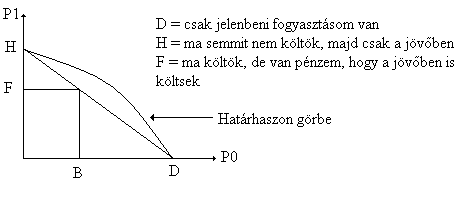 P1
D = csak jelenbeni fogyasztásom van
H = ma semmit nem költök, majd csak a jövőben
F = ma költök, de van pénzem, hogy a jövőben is
költsek
H
F
Határhaszon görbe
P0
B
D